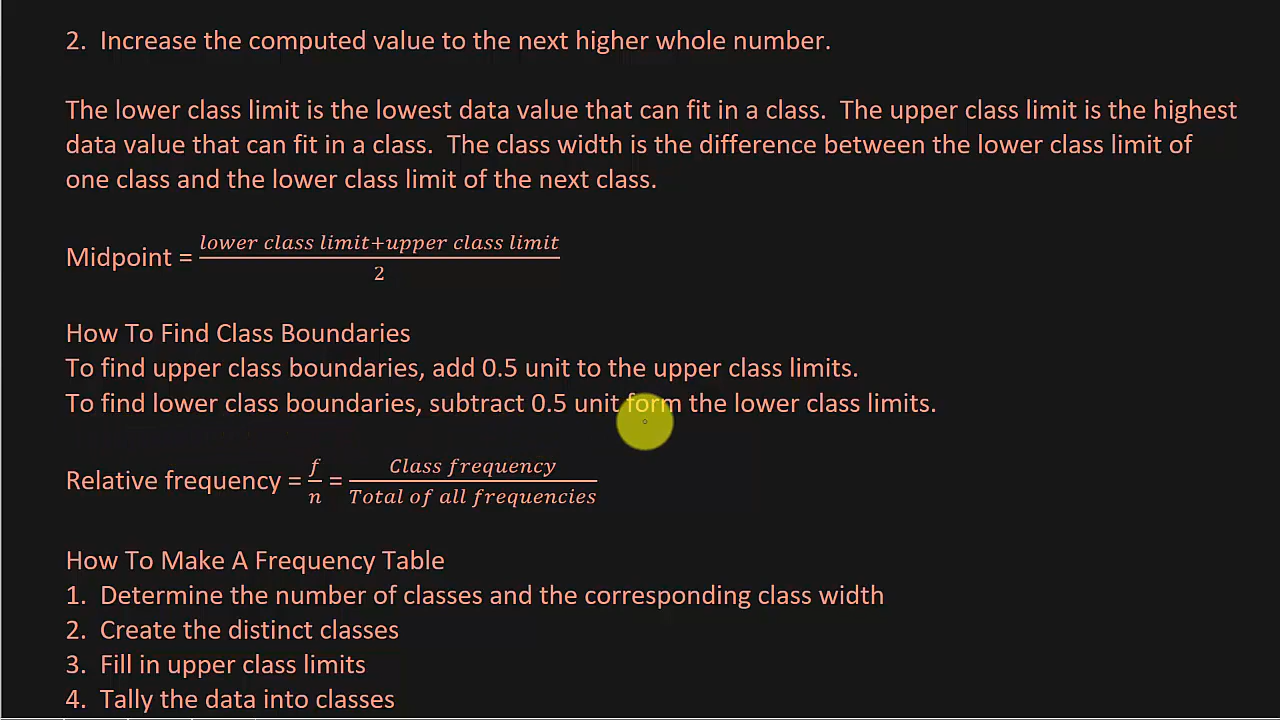 2. Increase the computed value to the next higher whole number.
The lower class limit is the lowest data value that can fit in a class. The upper class limit is the highest
data value that can fit in a class. The class width is the difference between the lower class limit of
one class and the lower class limit of the next class.
Midpoint = lower class limit+upper class limit / 2
How To Find Class Boundaries
To find upper class boundaries, add 0.5 unit to the upper class limits.
To find lower class boundaries, subtract 0.5 unit form the lower class limits.
Relative frequency = f / n = Class frequency / Total of all frequencies
How To Make A Frequency Table
1. Determine the number of classes and the corresponding class width
2. Create the distinct classes
3. Fill in upper class limits
4. Tally the data into classes